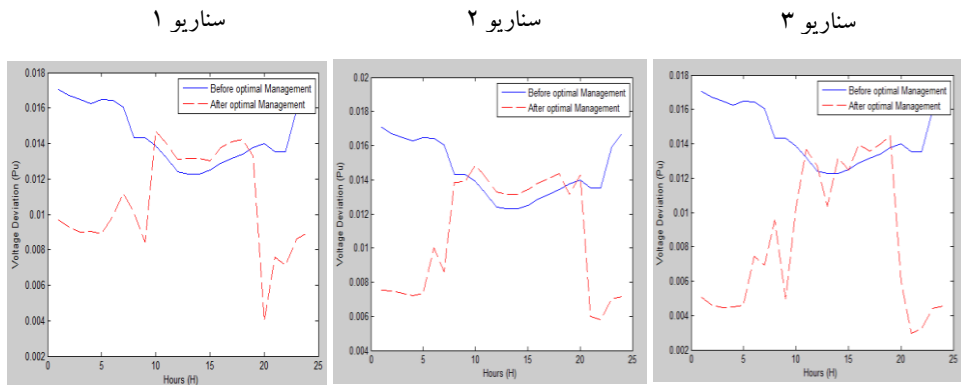 سناریو ۱
سناریو ۲
سناریو ۳
Before optimal Management
After optimal Management
Voltage Deviation (Pu)
0.018
0.016
0.014
0.012
0.01
0.008
0.006
0.004
0.002
0 5 10 15 20 25
Hours (H)
Before optimal Management
After optimal Management
Voltage Deviation (Pu)
0.02
0.018
0.016
0.014
0.012
0.01
0.008
0.006
0.004
0 5 10 15 20 25
Hours (H)
Before optimal Management
After optimal Management
Voltage Deviation (Pu)
0.018
0.016
0.014
0.012
0.01
0.008
0.006
0.004
0.002
0 5 10 15 20 25
Hours (H)